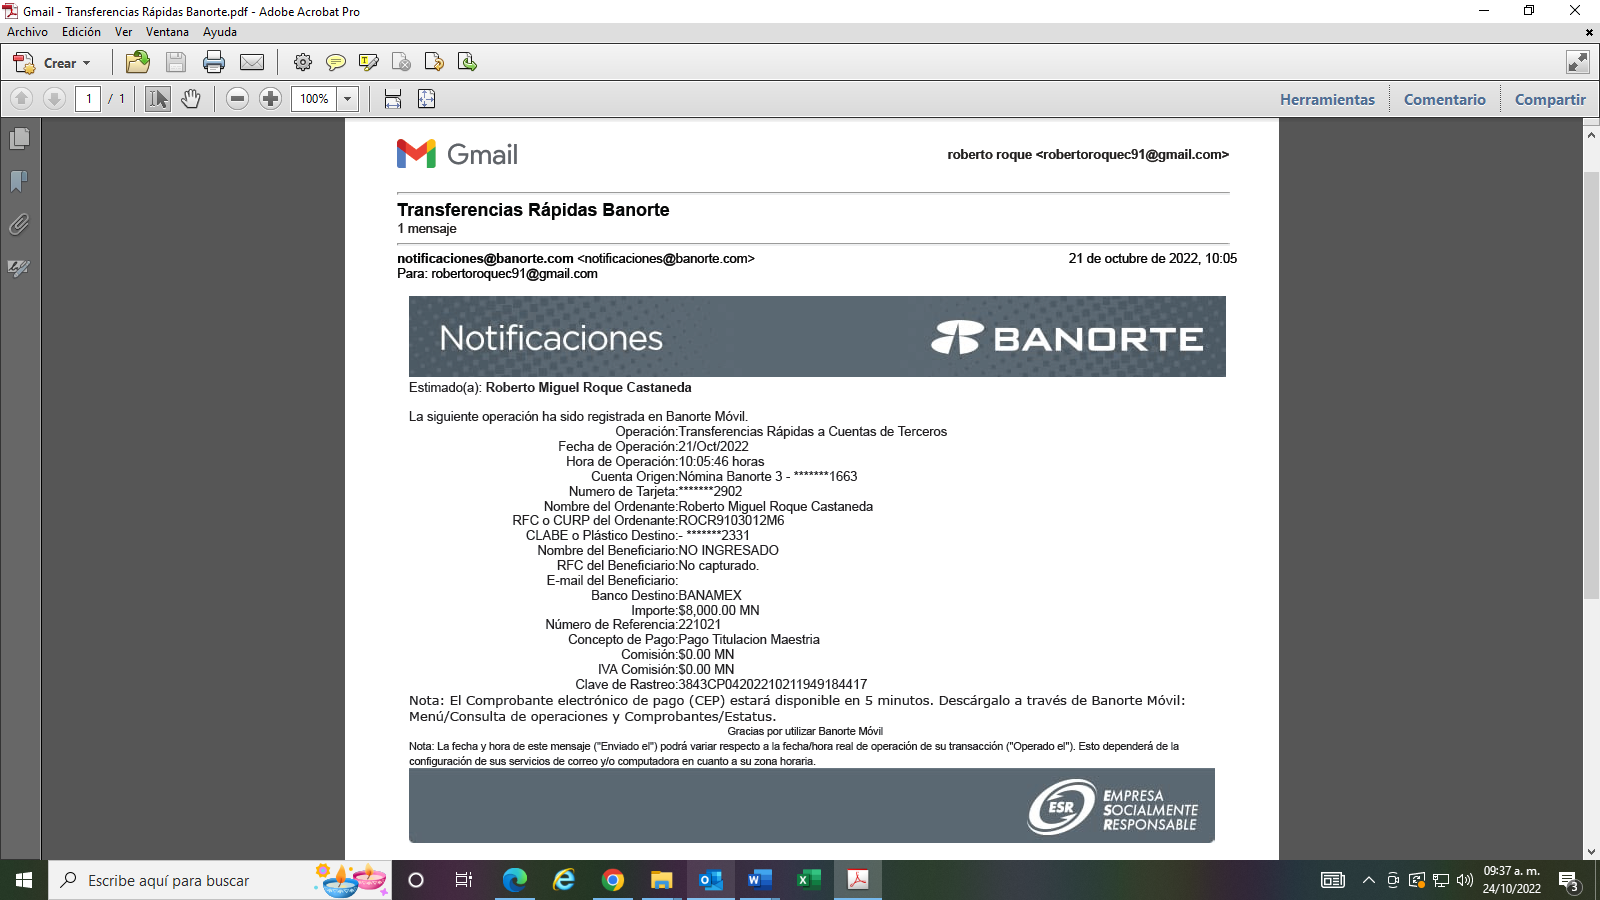 Gmail - Transferencias Rápidas Banorte.pdf - Adobe Acrobat Pro
Archivo Edición Ver Ventana Ayuda
Crear
1 / 1 100% Herramientas Comentario Compartir
Gmail roberto roque <robertoroquec91@gmail.com>
Transferencias Rápidas Banorte
1 mensaje
notificaciones@banorte.com <notificaciones@banorte.com> 21 de octubre de 2022, 10:05
Para: robertoroquec91@gmail.com
Notificaciones BANORTE
Estimado(a): Roberto Miguel Roque Castaneda
La siguiente operación ha sido registrada en Banorte Móvil.
Operación:Transferencias Rápidas a Cuentas de Terceros
Fecha de Operación:21/Oct/2022
Hora de Operación:10:05:46 horas
Cuenta Origen:Nómina Banorte 3 - *******1663
Numero de Tarjeta:*******2902
Nombre del Ordenante:Roberto Miguel Roque Castaneda
RFC o CURP del Ordenante:ROCR9103012M6
CLABE o Plástico Destino:- *******2331
Nombre del Beneficiario:NO INGRESADO
RFC del Beneficiario:No capturado.
E-mail del Beneficiario:
Banco Destino:BANAMEX
Importe:$8,000.00 MN
Número de Referencia:221021
Concepto de Pago:Pago Titulacion Maestria
Comisión:$0.00 MN
IVA Comisión:$0.00 MN
Clave de Rastreo:3843CP04202210211949184417
Nota: El Comprobante electrónico de pago (CEP) estará disponible en 5 minutos. Descárgalo a través de Banorte Móvil:
Menú/Consulta de operaciones y Comprobantes/Estatus.
Gracias por utilizar Banorte Móvil
Nota: La fecha y hora de este mensaje ("Enviado el") podrá variar respecto a la fecha/hora real de operación de su transacción ("Operado el"). Esto dependerá de la
configuración de sus servicios de correo y/o computadora en cuanto a su zona horaria.
ESR EMPRESA
SOCIALMENTE
RESPONSABLE
Escribe aquí para buscar
09:37 a. m.
24/10/2022
3